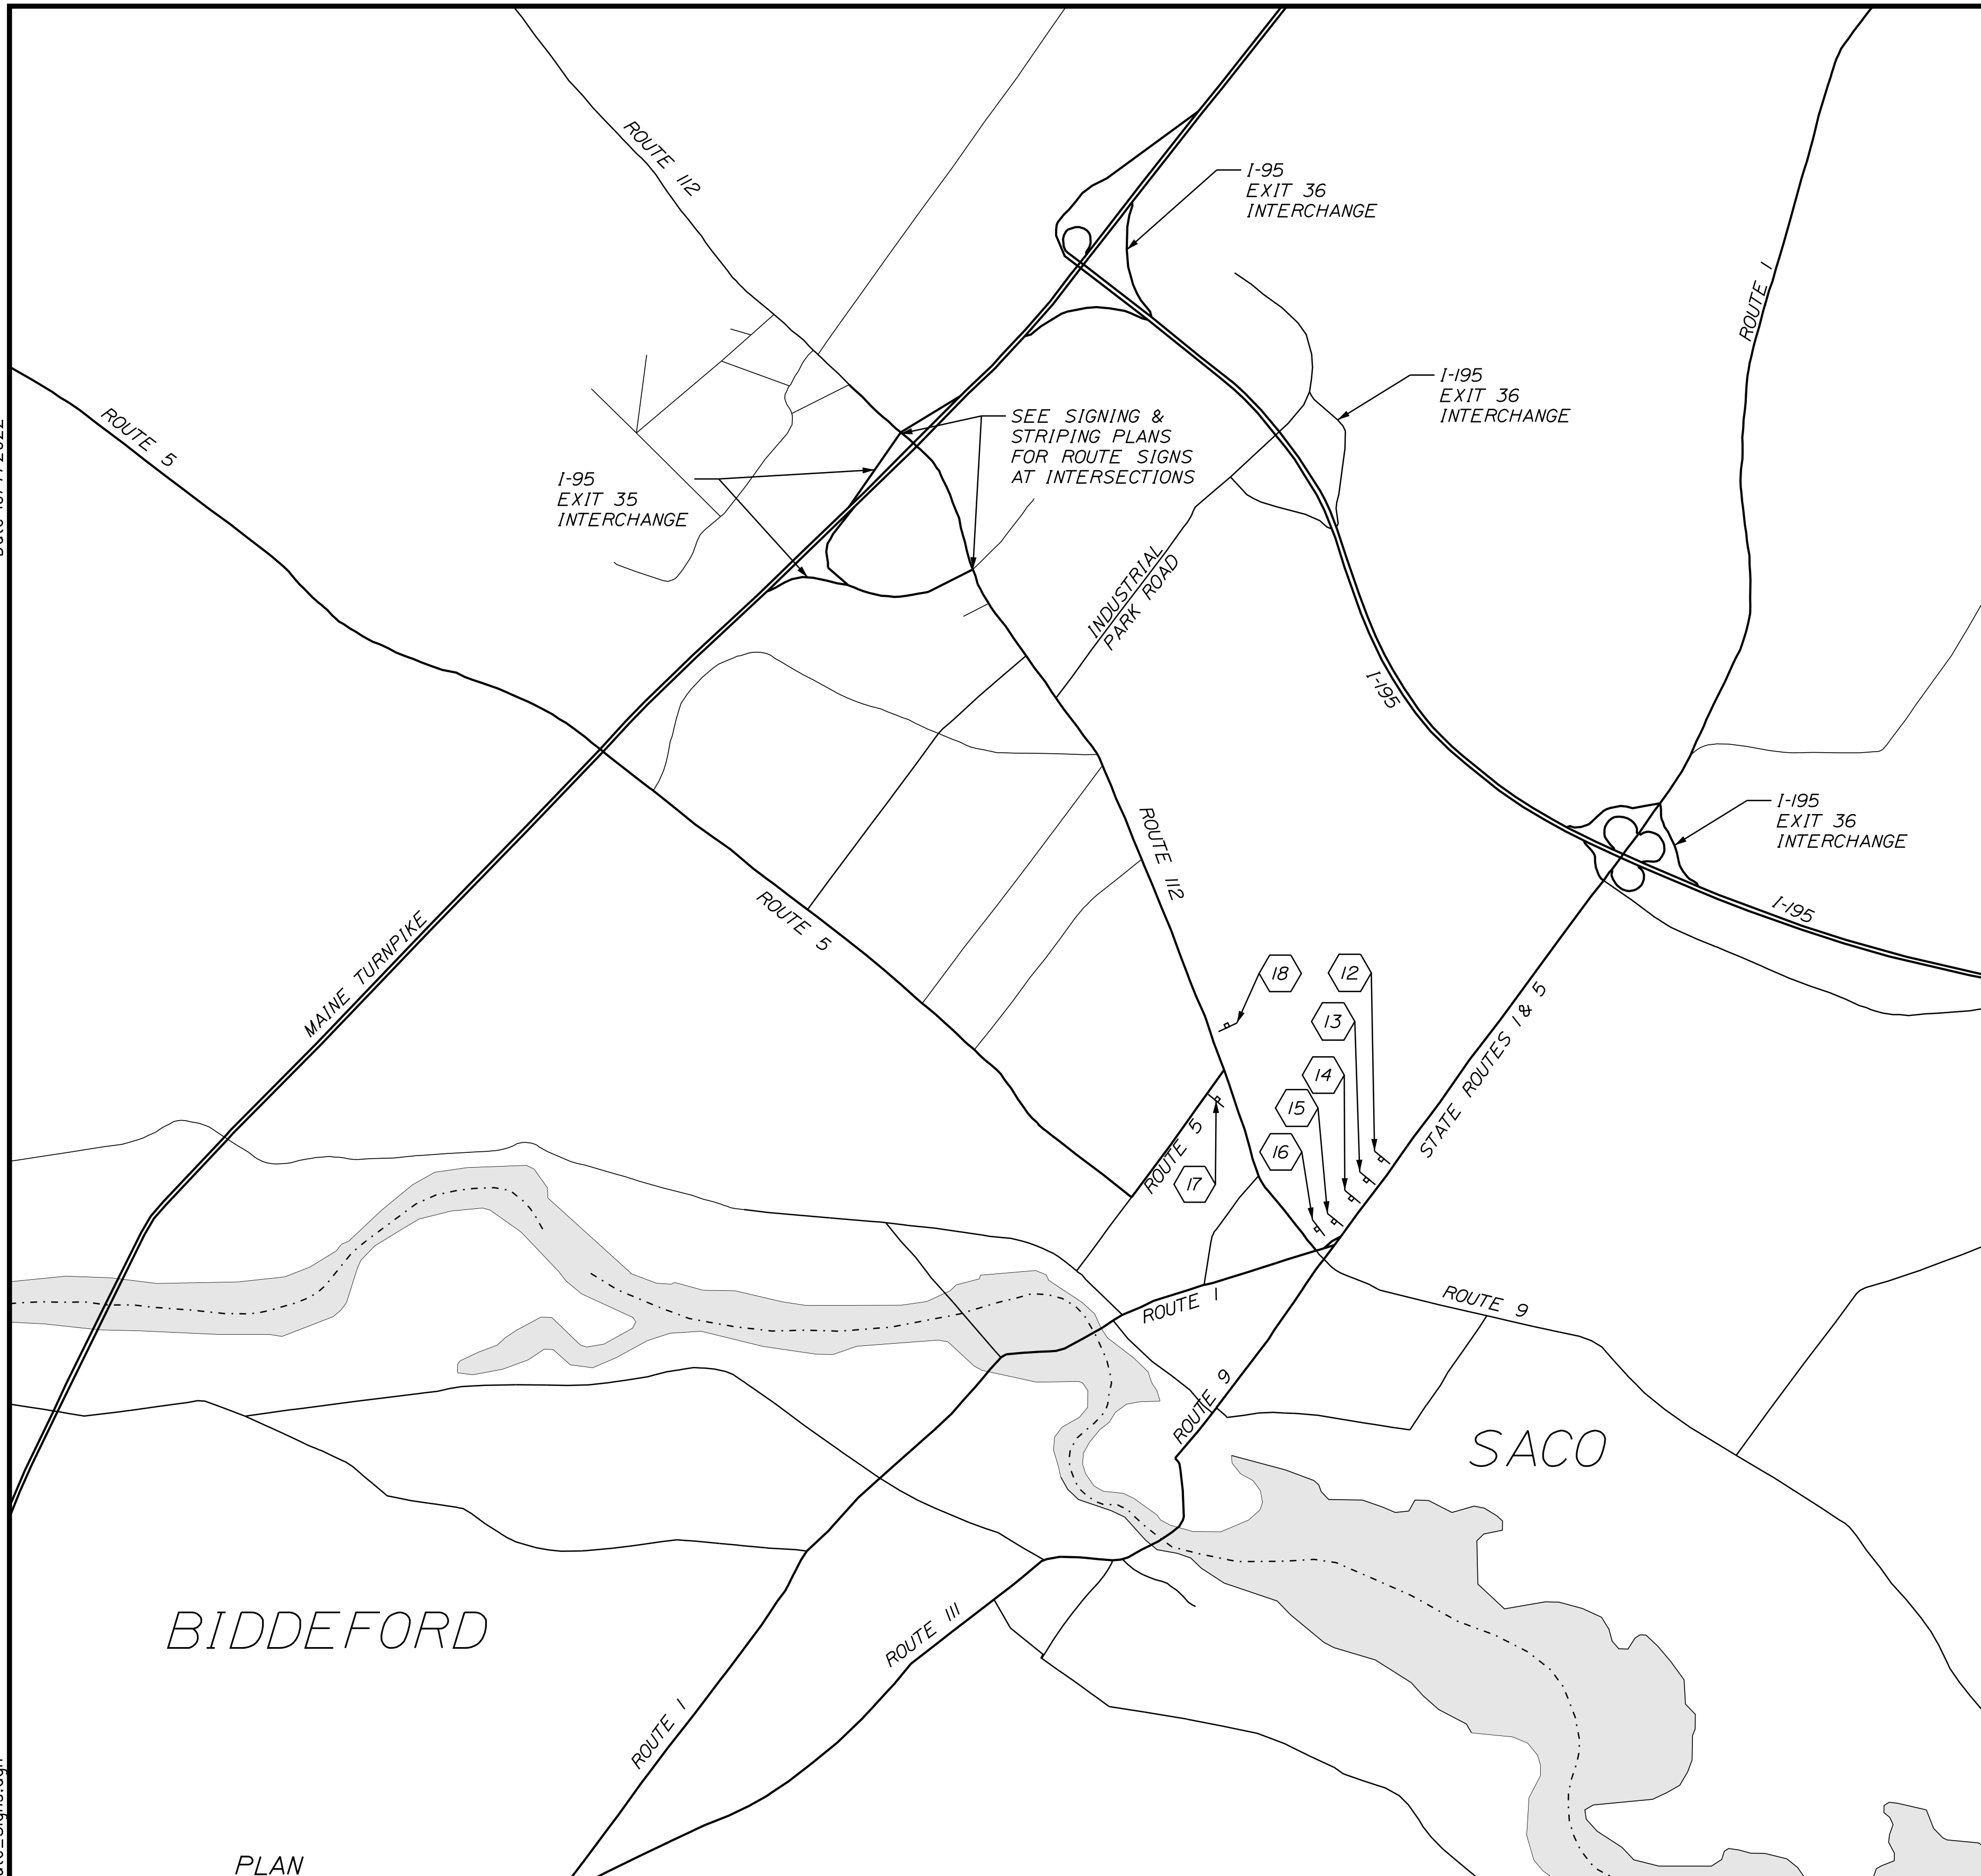 ROUTE 112
I-95
EXIT 36
INTERCHANGE
ROUTE 1
I-195
EXIT 36
INTERCHANGE
ROUTE 5
SEE SIGNING &
STRIPING PLANS
FOR ROUTE SIGNS
AT INTERSECTIONS
I-95
EXIT 35
INTERCHANGE
INDUSTRIAL
PARK ROAD
I-195
I-195
EXIT 36
INTERCHANGE
ROUTE 112
ROUTE 5
I-195
MAINE TURNPIKE
18
12
13
STATE ROUTES 1 & 5
14
15
16
ROUTE 5
17
ROUTE 1
ROUTE 9
ROUTE 9
SACO
BIDDEFORD
ROUTE 111
ROUTE 1
PLAN